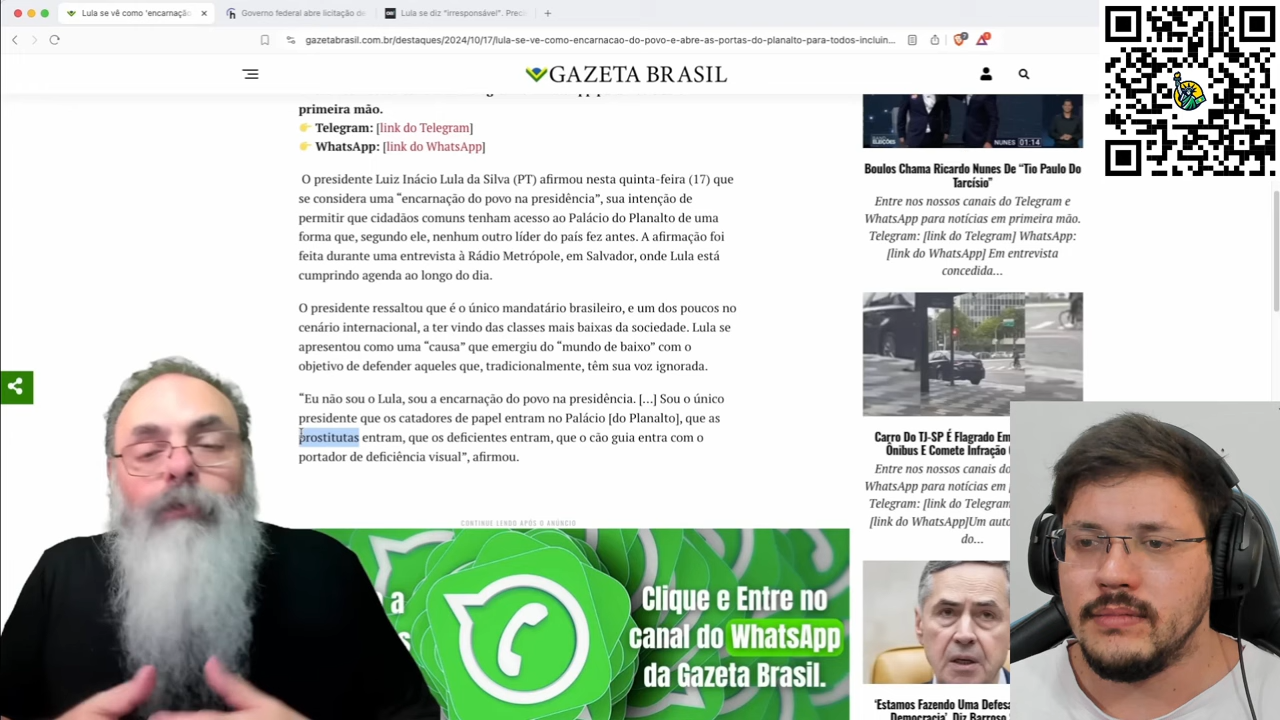 Lula se vê como 'encarnação
Governo federal abre licitação de
Lula se diz "irresponsável". Preci
gazetabrasil.com.br/destaques/2024/10/17/lula-se-ve-como-encarnacao-do-povo-e-abre-as-portas-do-planalto-para-todos-incluin...
GAZETA BRASIL
primeira mão.
Telegram: [link do Telegram]
WhatsApp: [link do WhatsApp]
O presidente Luiz Inácio Lula da Silva (PT) afirmou nesta quinta-feira (17) que
se considera uma “encarnação do povo na presidência”, sua intenção de
permitir que cidadãos comuns tenham acesso ao Palácio do Planalto de uma
forma que, segundo ele, nenhum outro líder do país fez antes. A afirmação foi
feita durante uma entrevista à Rádio Metrópole, em Salvador, onde Lula está
cumprindo agenda ao longo do dia.
O presidente ressaltou que é o único mandatário brasileiro, e um dos poucos no
cenário internacional, a ter vindo das classes mais baixas da sociedade. Lula se
apresentou como uma “causa” que emergiu do “mundo de baixo” com o
objetivo de defender aqueles que, tradicionalmente, têm sua voz ignorada.
“Eu não sou o Lula, sou a encarnação do povo na presidência. [...] Sou o único
presidente que os catadores de papel entram no Palácio [do Planalto], que as
prostitutas entram, que os deficientes entram, que o cão guia entra com o
portador de deficiência visual”, afirmou.
CONTINUE LENDO APÓS O ANÚNCIO
Clique e Entre no
canal do WhatsApp
da Gazeta Brasil.
NUNES 01:14
Boulos Chama Ricardo Nunes De “Tio Paulo Do
Tarcísio”
Entre nos nossos canais do Telegram e
WhatsApp para notícias em primeira mão.
Telegram: [link do Telegram] WhatsApp:
[link do WhatsApp] Em entrevista
concedida...
Carro Do TJ-SP É Flagrado Em
Ônibus E Comete Infração
Entre nos nossos canais do
WhatsApp para notícias em
Telegram: [link do Telegram]
[link do WhatsApp]Um auto
do...
‘Estamos Fazendo Uma Defesa
Democracia’, Diz Barroso